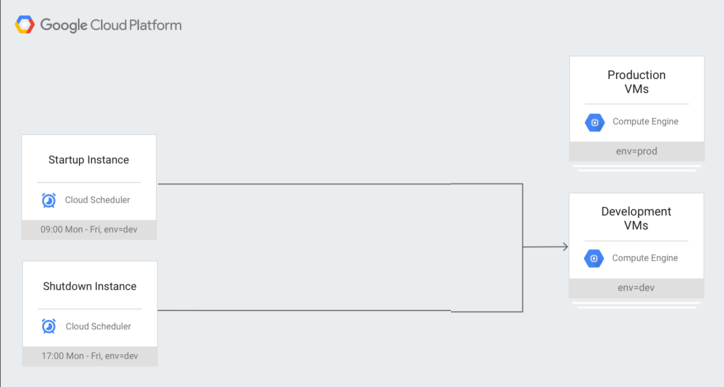 Google Cloud Platform
Production
VMs
Compute Engine
env=prod
Startup Instance
Cloud Scheduler
09:00 Mon - Fri, env=dev
Development
VMs
Compute Engine
env=dev
Shutdown Instance
Cloud Scheduler
17:00 Mon - Fri, env=dev